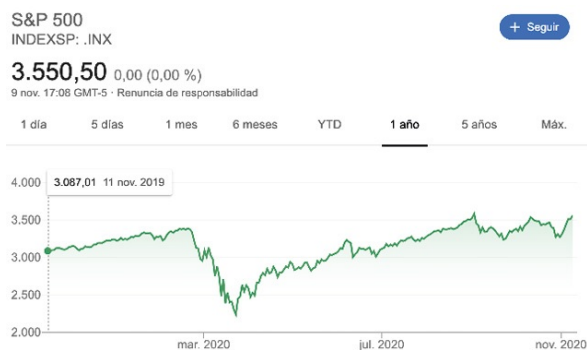 S&P 500
INDEXSP: .INX
+ Seguir
3.550,50 0,00 (0,00 %)
9 nov. 17:08 GMT-5 · Renuncia de responsabilidad
1 día 5 días 1 mes 6 meses YTD 1 año 5 años Máx.
3.087,01 11 nov. 2019
4.000
3.500
3.000
2.500
2.000
mar. 2020 jul. 2020 nov. 2020